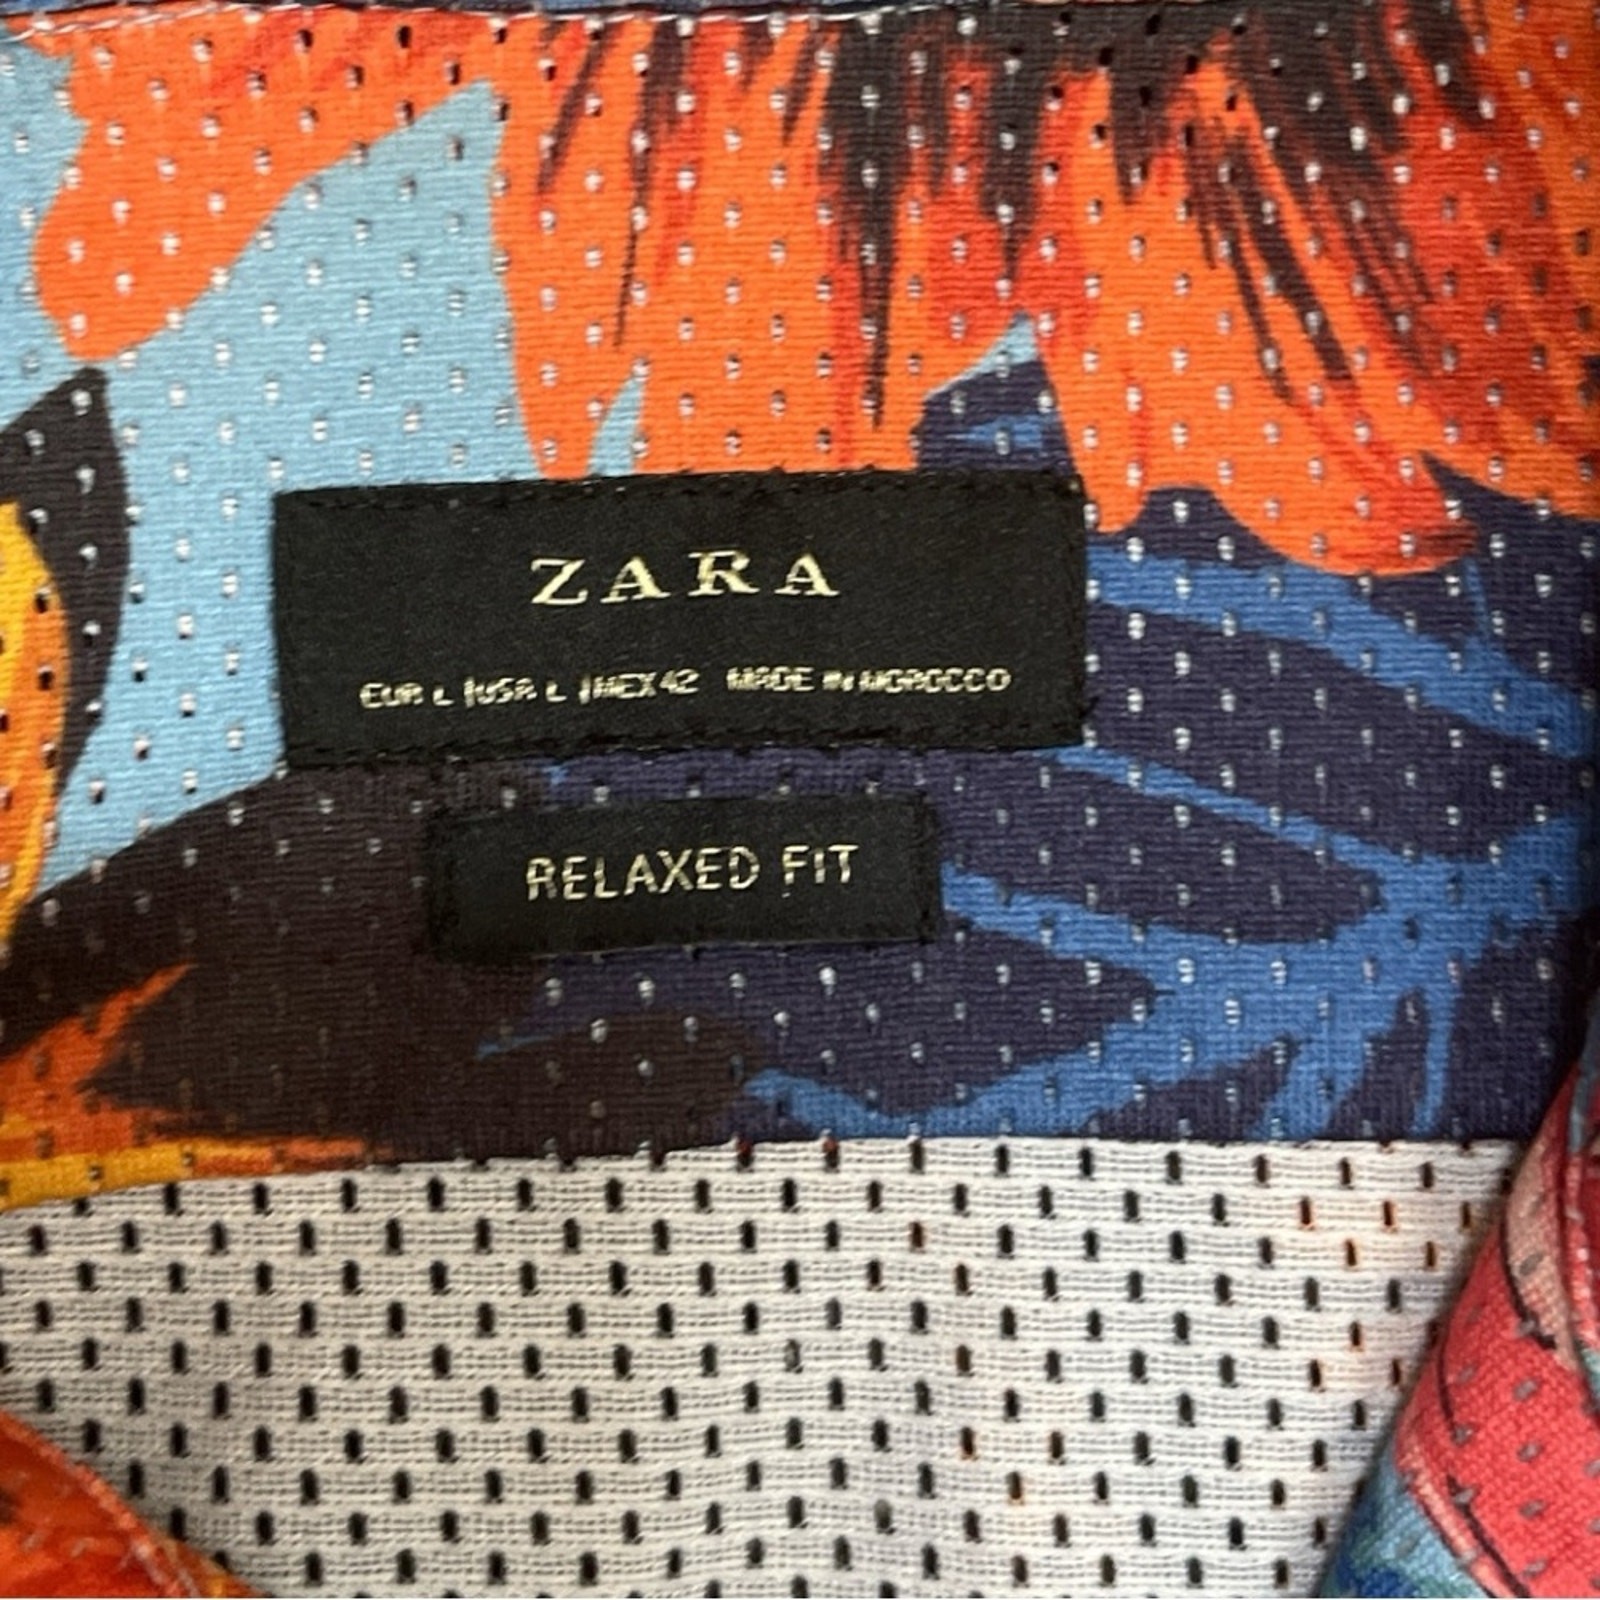 ZARA
EUR L |USA L |MEX 42 MADE IN MOROCCO
RELAXED FIT